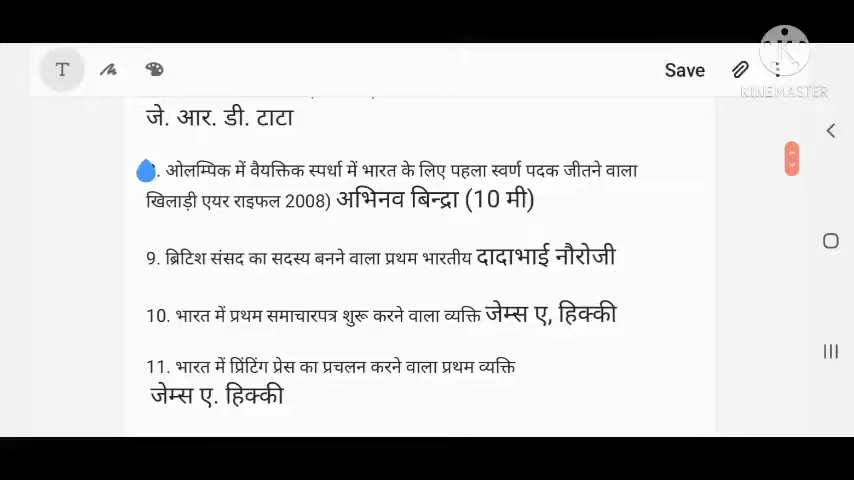 Save
KINEMASTER
जे. आर. डी. टाटा
. ओलम्पिक में वैयक्तिक स्पर्धा में भारत के लिए पहला स्वर्ण पदक जीतने वाला
खिलाड़ी एयर राइफल 2008) अभिनव बिन्द्रा (10 मी)
9. ब्रिटिश संसद का सदस्य बनने वाला प्रथम भारतीय दादाभाई नौरोजी
10. भारत में प्रथम समाचारपत्र शुरू करने वाला व्यक्ति जेम्स ए, हिक्की
11. भारत में प्रिंटिंग प्रेस का प्रचलन करने वाला प्रथम व्यक्ति
जेम्स ए. हिक्की